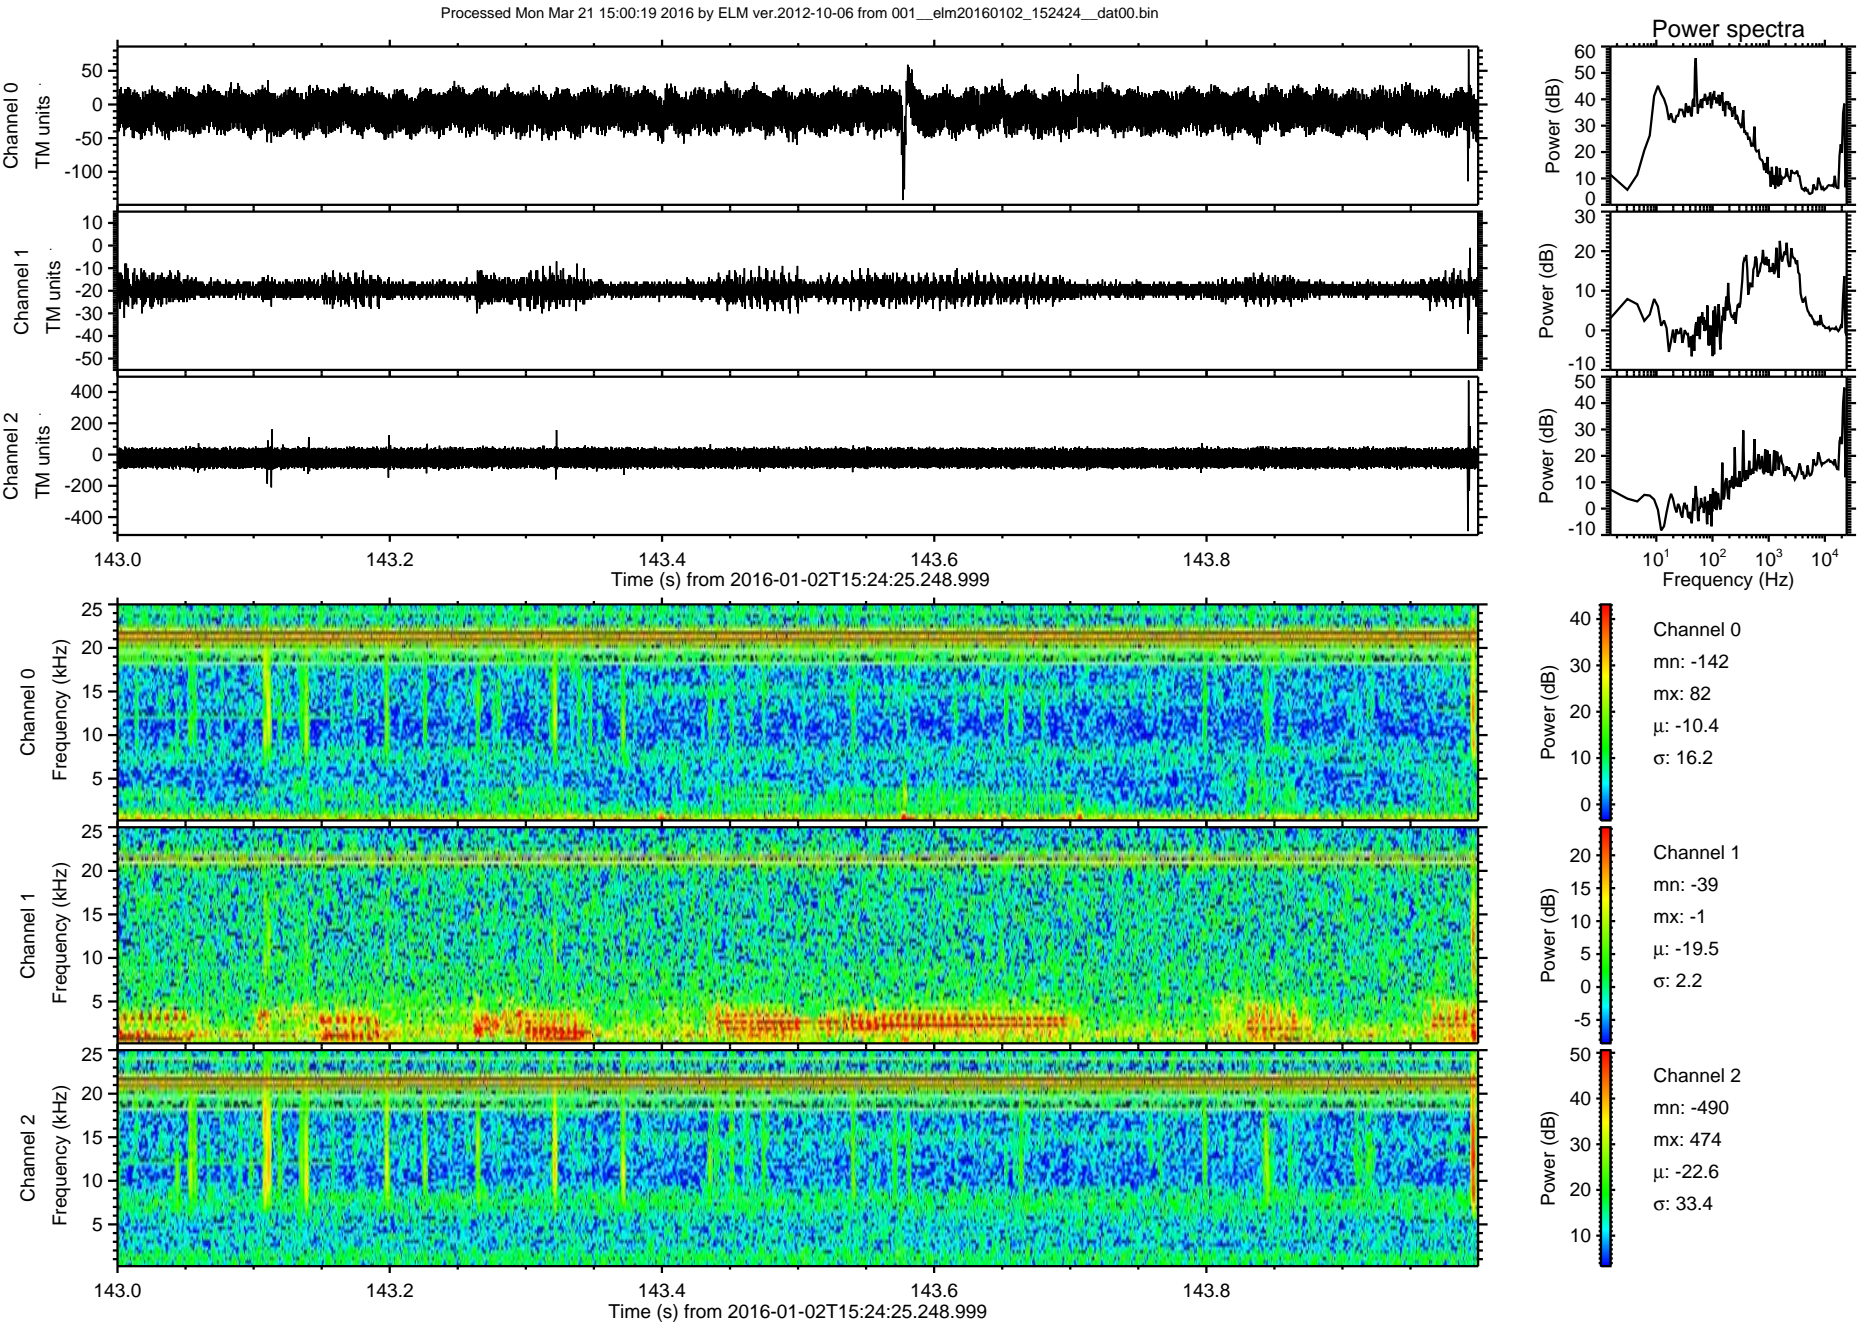 Processed Mon Mar 21 15:00:19 2016 by ELM ver.2012-10-06 from 001__elm20160102_152424__dat00.bin
Power spectra
Channel 0
TM units
50
0
-50
-100
Power (dB)
60
50
40
30
20
10
0
Channel 1
TM units
10
0
-10
-20
-30
-40
-50
Power (dB)
30
20
10
0
-10
Channel 2
TM units
400
200
0
-200
-400
Power (dB)
50
40
30
20
10
0
-10
143.0 143.2 143.4 143.6 143.8
Time (s) from 2016-01-02T15:24:25.248.999
10¹ 10² 10³ 10⁴
Frequency (Hz)
Channel 0
Frequency (kHz)
25
20
15
10
5
Power (dB)
40
30
20
10
0
Channel 0
mn: -142
mx: 82
μ: -10.4
σ: 16.2
Channel 1
Frequency (kHz)
25
20
15
10
5
Power (dB)
20
15
10
5
0
-5
Channel 1
mn: -39
mx: -1
μ: -19.5
σ: 2.2
Channel 2
Frequency (kHz)
25
20
15
10
5
Power (dB)
50
40
30
20
10
Channel 2
mn: -490
mx: 474
μ: -22.6
σ: 33.4
143.0 143.2 143.4 143.6 143.8
Time (s) from 2016-01-02T15:24:25.248.999